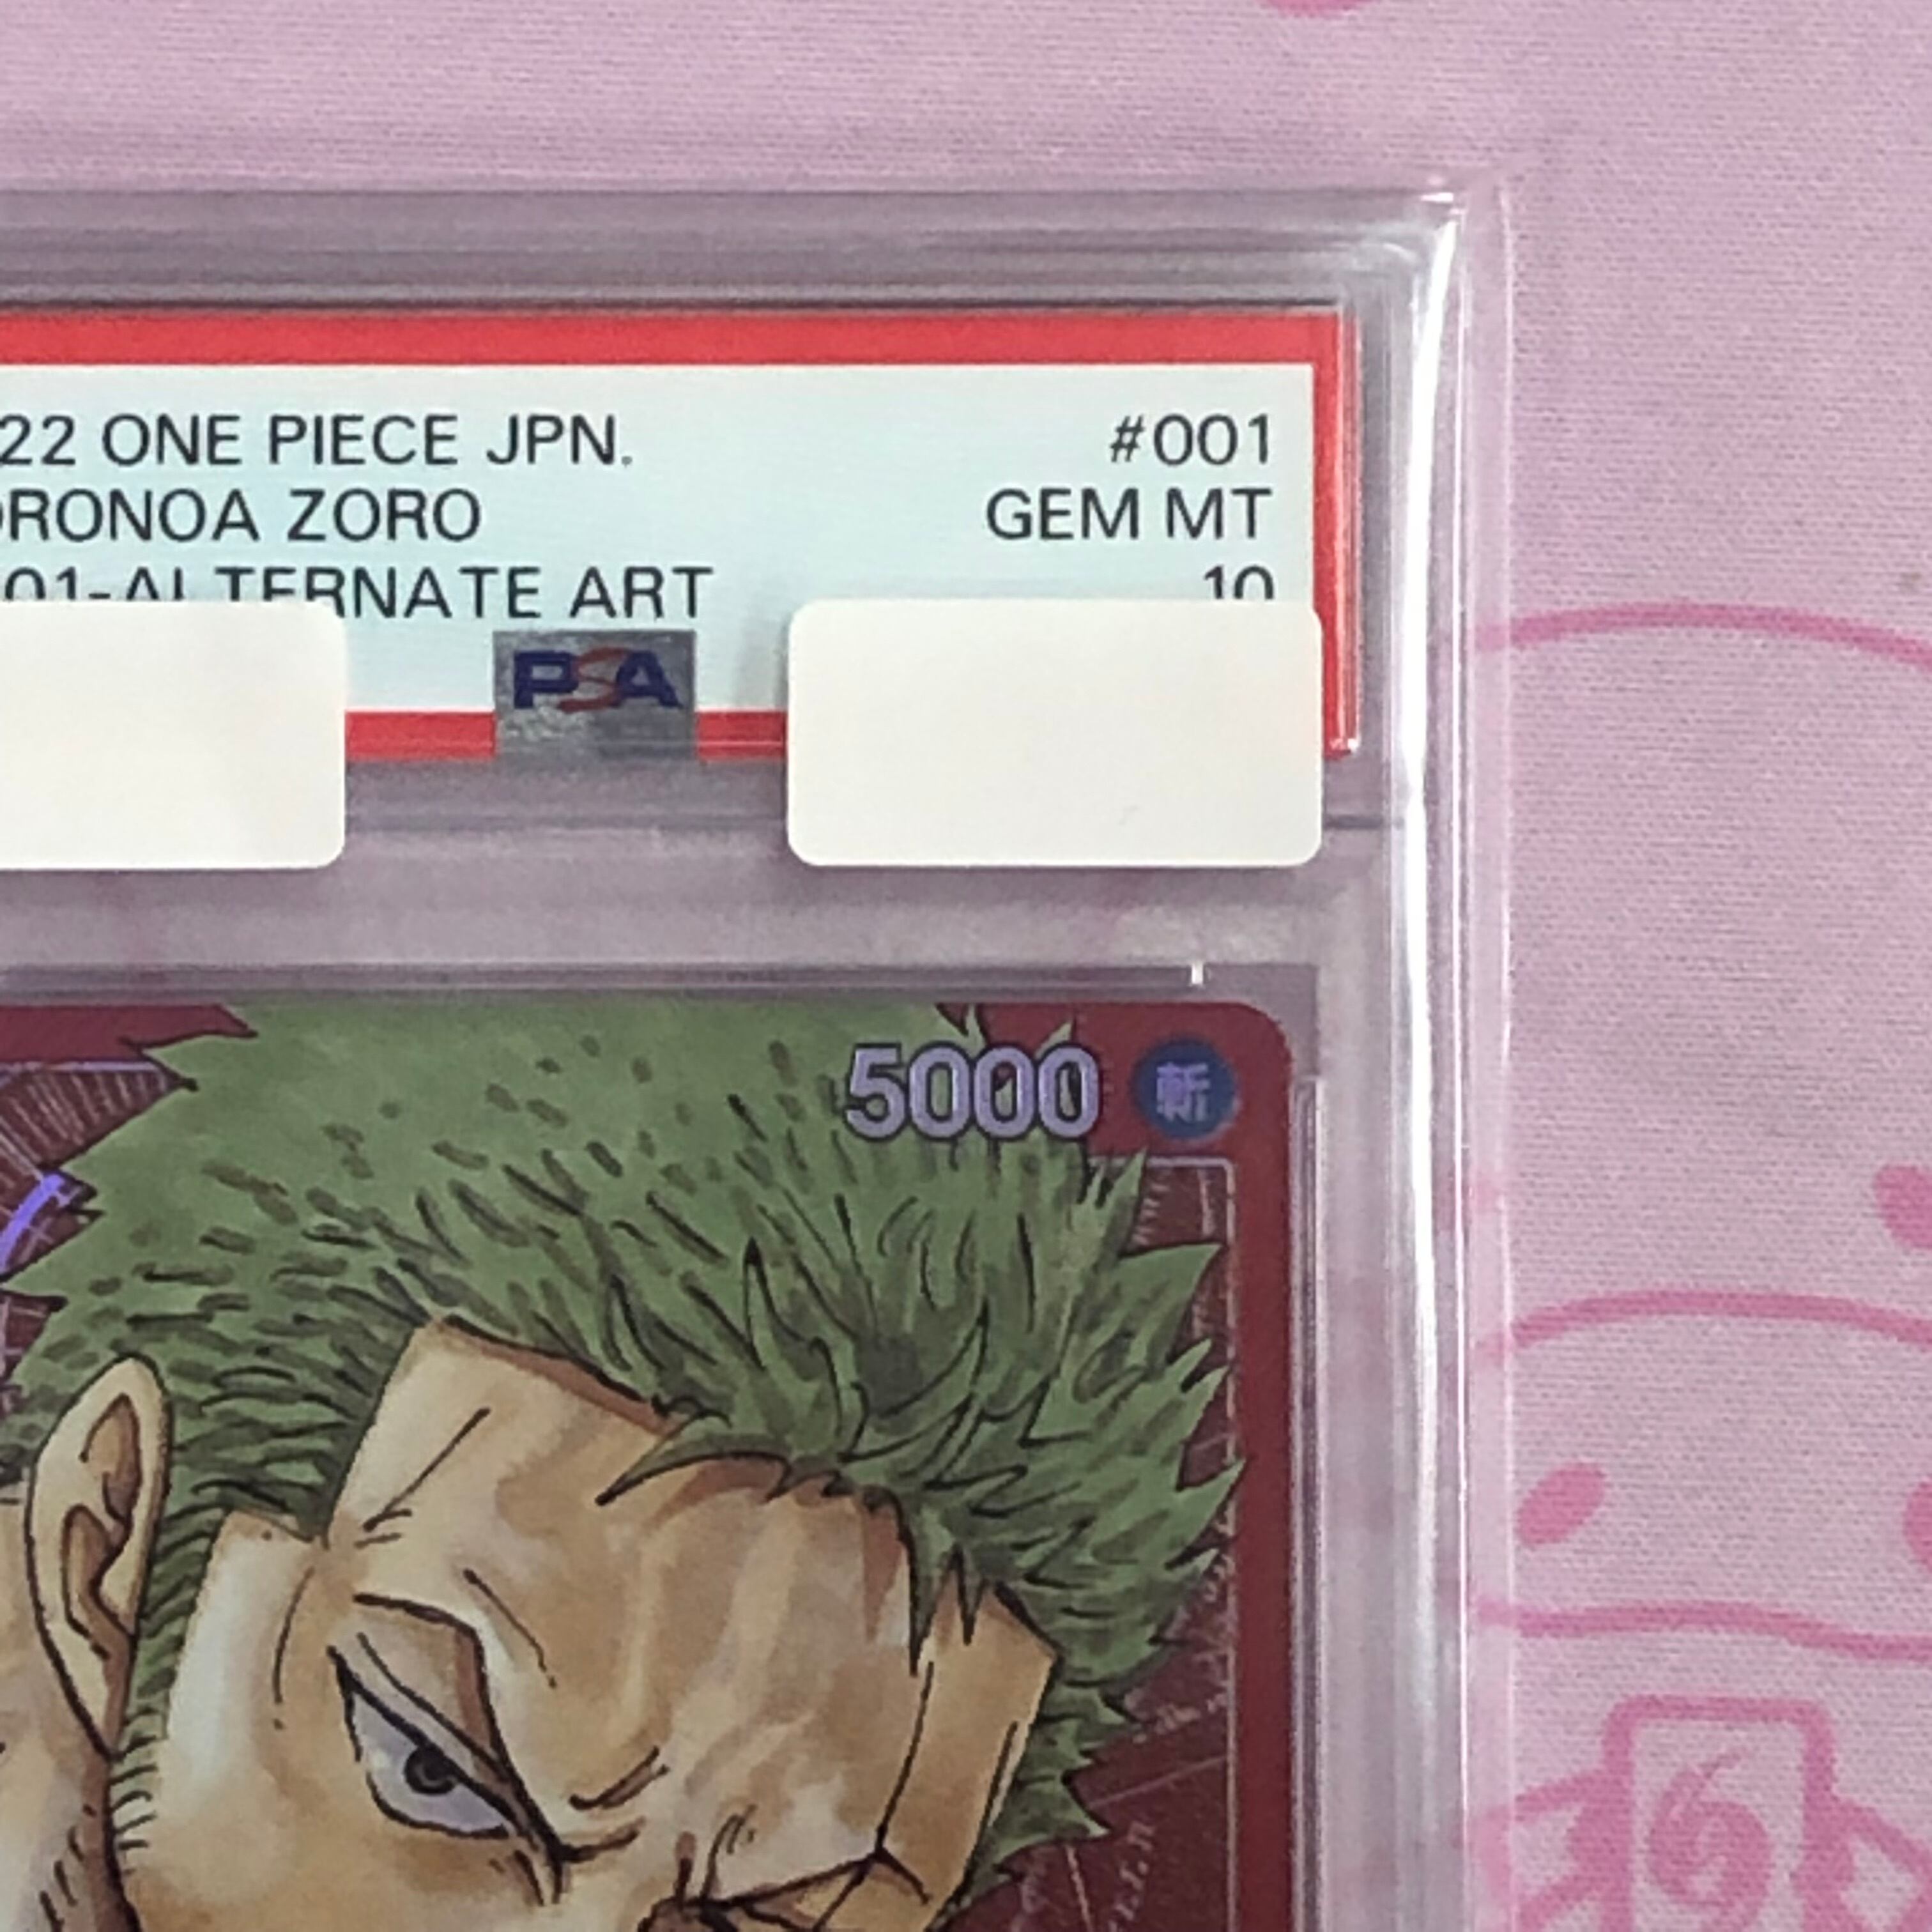 22 ONE PIECE JPN.
#001
ORONOA ZORO
GEM MT
01-ALTERNATE ART
10
PSA
5000
斬